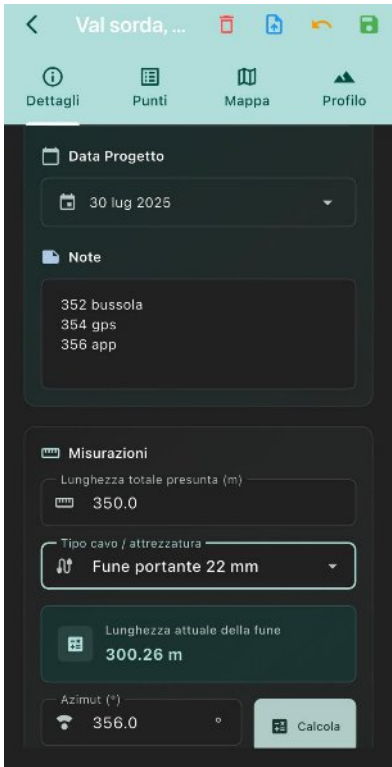 Val sorda, ...
Dettagli
Punti
Mappa
Profilo
Data Progetto
30 lug 2025
Note
352 bussola
354 gps
356 app
Misurazioni
Lunghezza totale presunta (m)
350.0
Tipo cavo / attrezzatura
Fune portante 22 mm
Lunghezza attuale della fune
300.26 m
Azimut (°)
356.0 °
Calcola